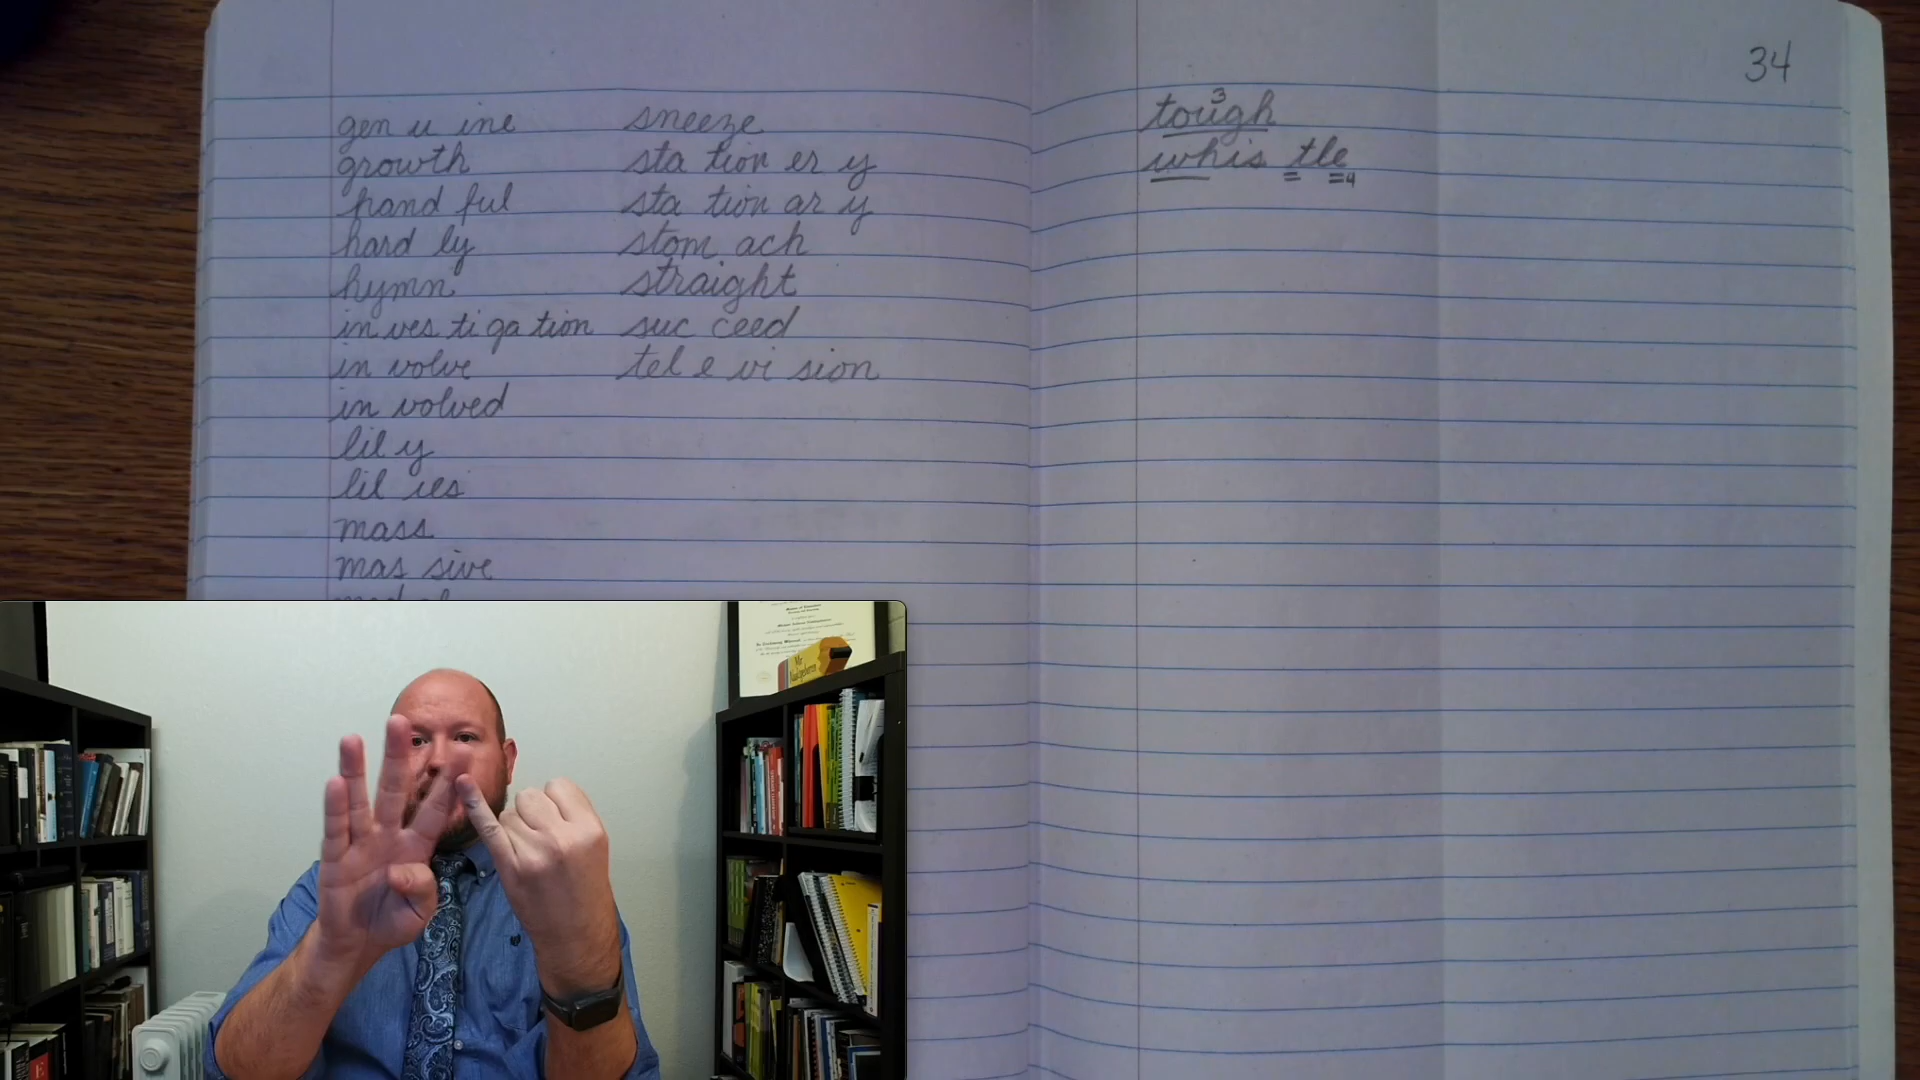 34
gen u ine
growth
hand ful
hard ly
hymn
in ves ti ga tion
in volve
in volved
lil y
lil ies
mass
mas sive
sneeze
sta tion er y
sta tion ar y
stom ach
straight
suc ceed
tel e vi sion
tough
3
whis tle
4
Mr.